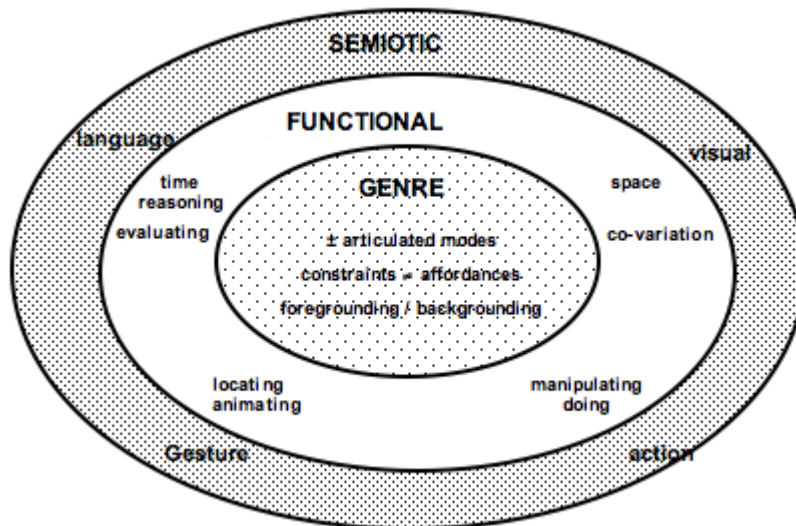 SEMIOTIC
language
FUNCTIONAL
visual
time
reasoning
evaluating
GENRE
space
co-variation
± articulated modes
constraints ≠ affordances
foregrounding / backgrounding
locating
animating
manipulating
doing
Gesture
action